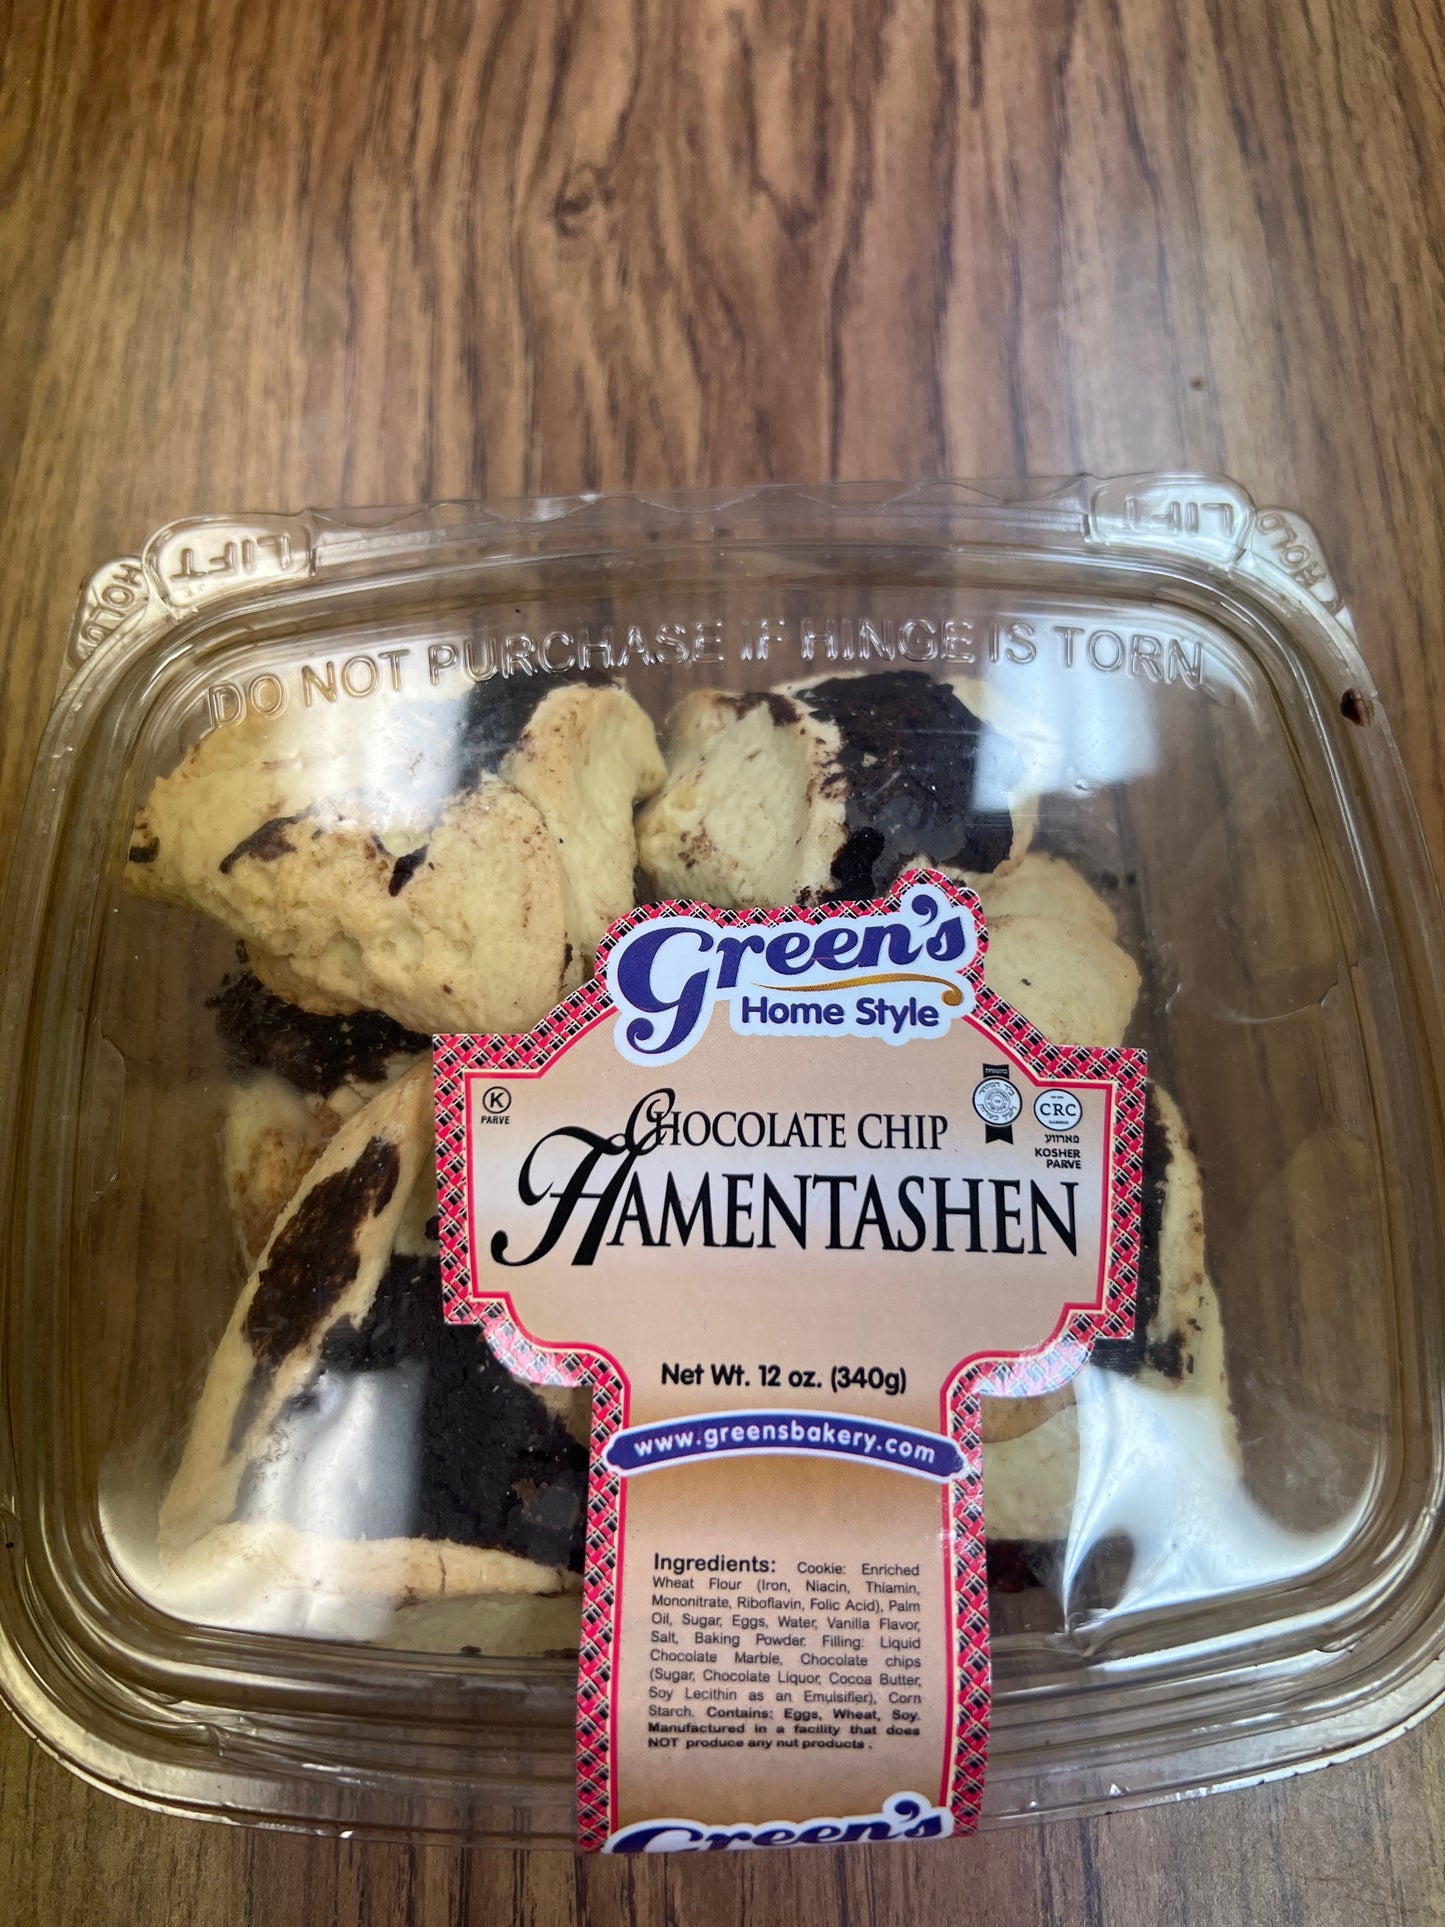 LIFT
LIFT
HOLD
HOLD
DO NOT PURCHASE IF HINGE IS TORN
Green's
Home Style
K
PARVE
CRC
פארווע
KOSHER
PARVE
CHOCOLATE CHIP
HAMENTASHEN
Net Wt. 12 oz. (340g)
www.greensbakery.com
Ingredients: Cookie: Enriched
Wheat Flour (Iron, Niacin, Thiamin,
Mononitrate, Riboflavin, Folic Acid), Palm
Oil, Sugar, Eggs, Water, Vanilla Flavor,
Salt, Baking Powder. Filling: Liquid
Chocolate Marble, Chocolate chips
(Sugar, Chocolate Liquor, Cocoa Butter,
Soy Lecithin as an Emulsifier), Corn
Starch. Contains: Eggs, Wheat, Soy.
Manufactured in a facility that does
NOT produce any nut products .
Green's